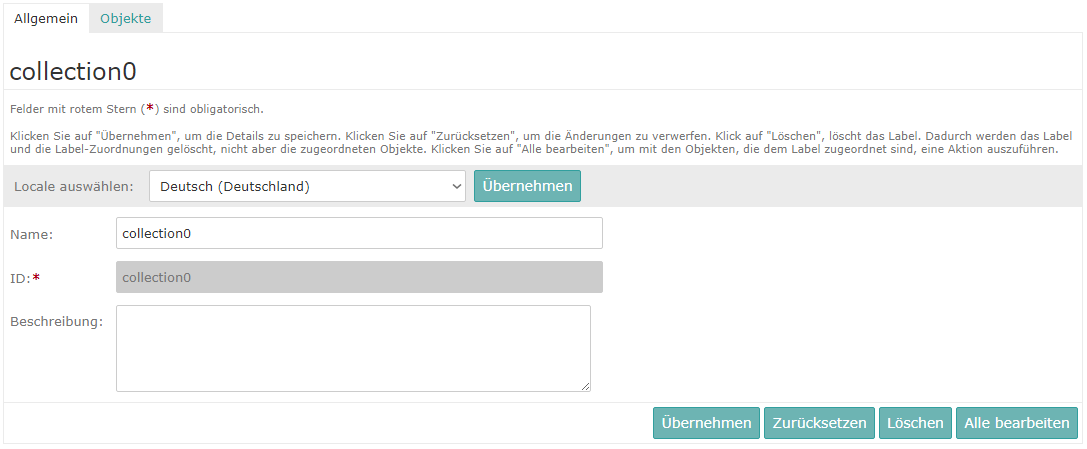 Allgemein Objekte
collection0
Felder mit rotem Stern (*) sind obligatorisch.
Klicken Sie auf "Übernehmen", um die Details zu speichern. Klicken Sie auf "Zurücksetzen", um die Änderungen zu verwerfen. Klick auf "Löschen", löscht das Label. Dadurch werden das Label
und die Label-Zuordnungen gelöscht, nicht aber die zugeordneten Objekte. Klicken Sie auf "Alle bearbeiten", um mit den Objekten, die dem Label zugeordnet sind, eine Aktion auszuführen.
Locale auswählen: Deutsch (Deutschland) Übernehmen
Name: collection0
ID:* collection0
Beschreibung:
Übernehmen Zurücksetzen Löschen Alle bearbeiten